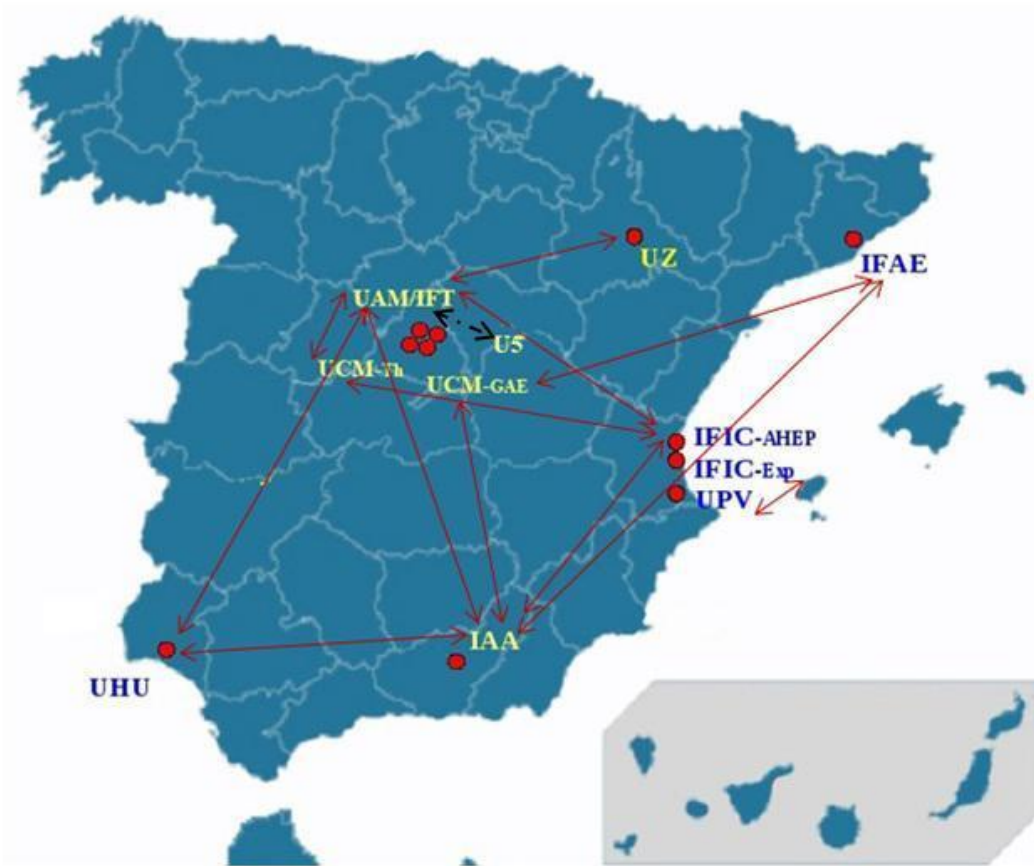 UZ
IFAE
UAM/IFT
U5
UCM-Th
UCM-GAE
IFIC-AHEP
IFIC-Exp
UPV
IAA
UHU